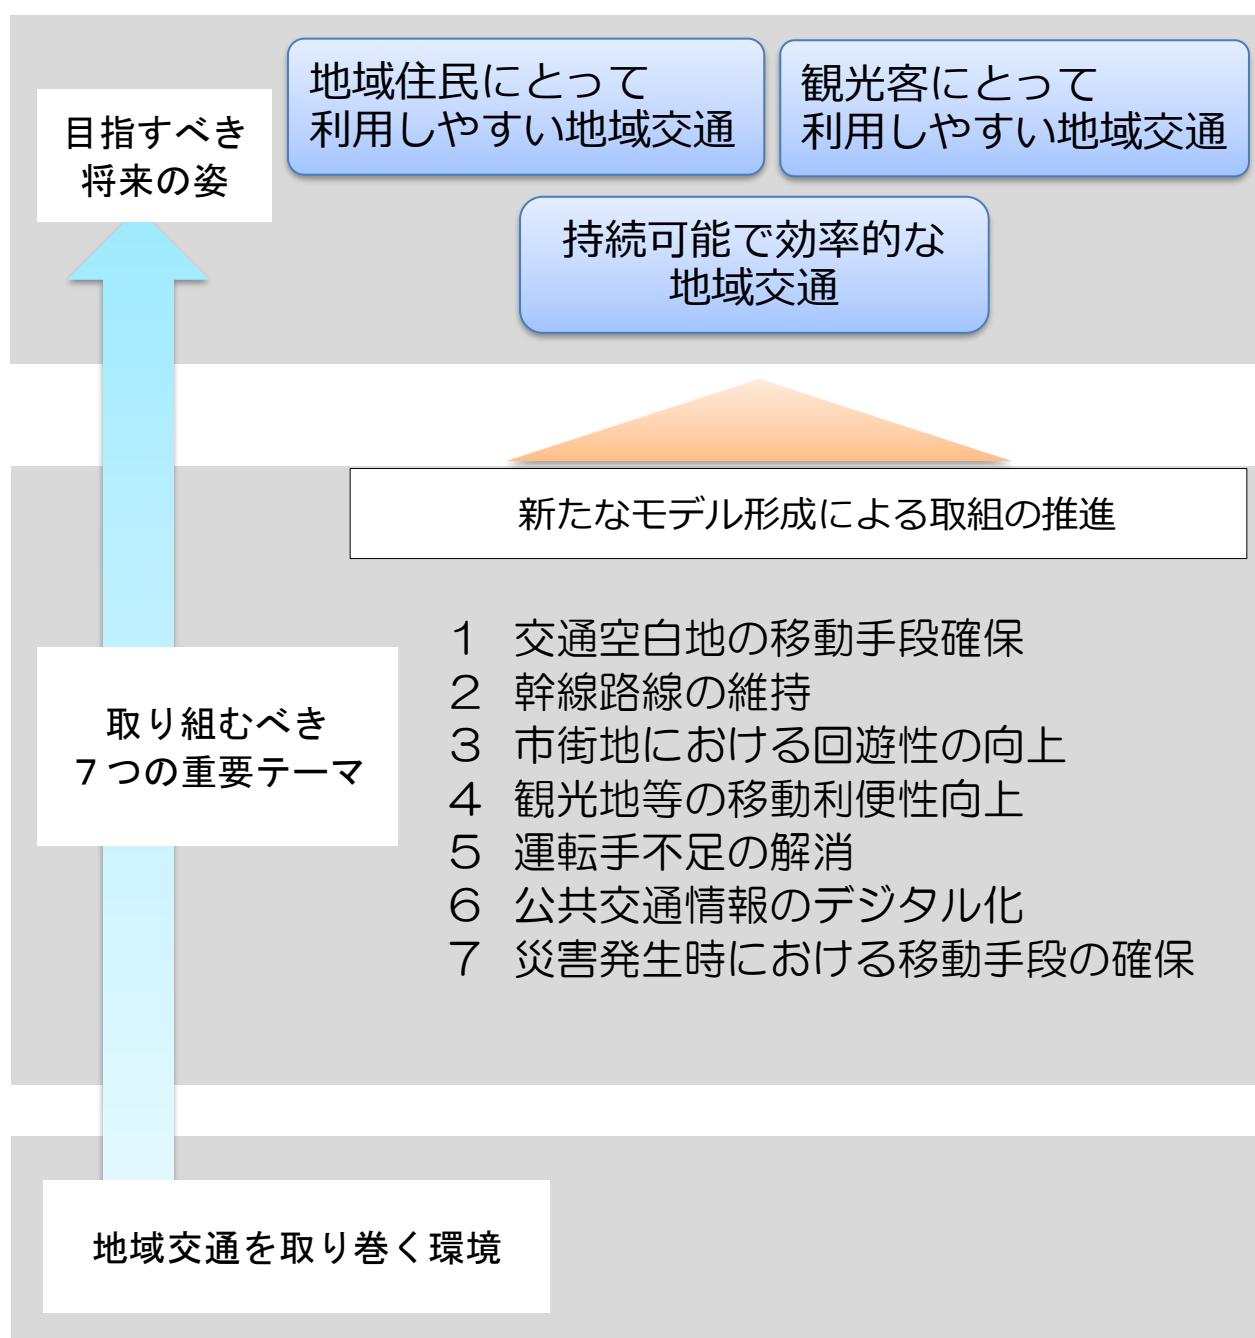 目指すべき
将来の姿
地域住民にとって
利用しやすい地域交通
観光客にとって
利用しやすい地域交通
持続可能で効率的な
地域交通
新たなモデル形成による取組の推進
取り組むべき
７つの重要テーマ
１ 交通空白地の移動手段確保
２ 幹線路線の維持
３ 市街地における回遊性の向上
４ 観光地等の移動利便性向上
５ 運転手不足の解消
６ 公共交通情報のデジタル化
７ 災害発生時における移動手段の確保
地域交通を取り巻く環境